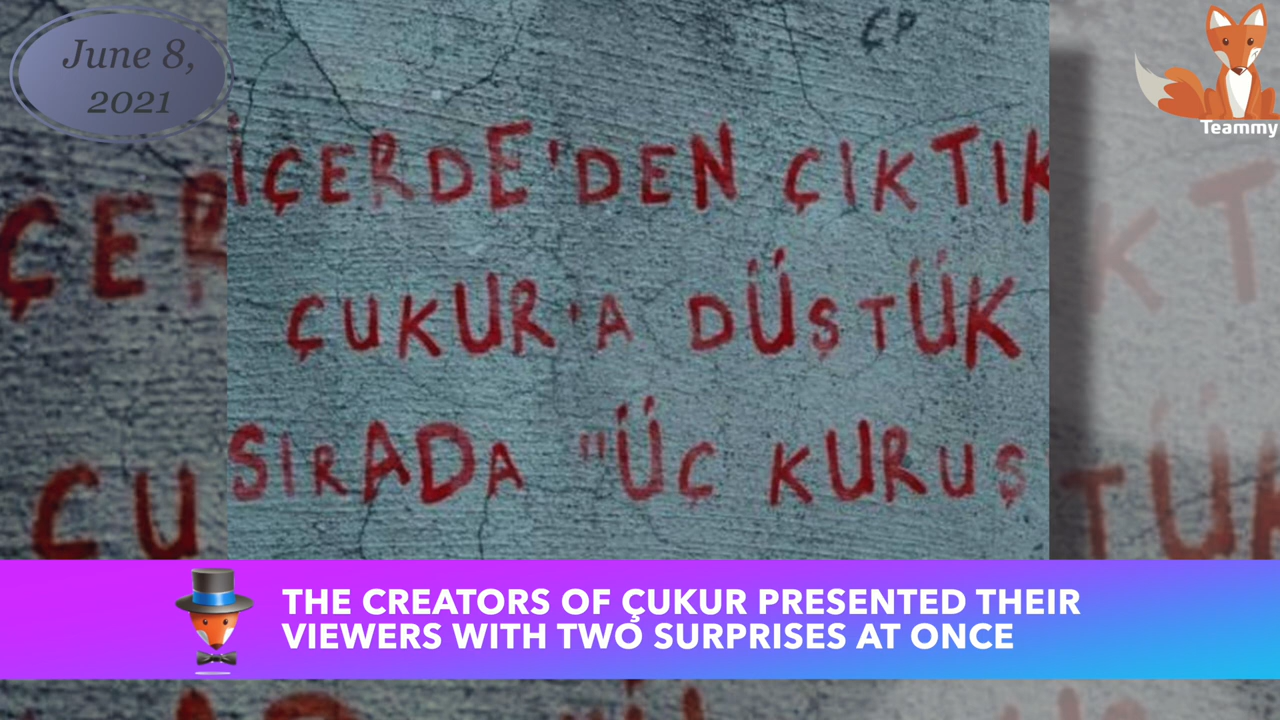 June 8,
2021
Teammy
ÇP
İÇERDE'DEN ÇIKTIK
ÇUKUR'A DÜŞTÜK
SIRADA "ÜÇ KURUŞ
THE CREATORS OF ÇUKUR PRESENTED THEIR
VIEWERS WITH TWO SURPRISES AT ONCE